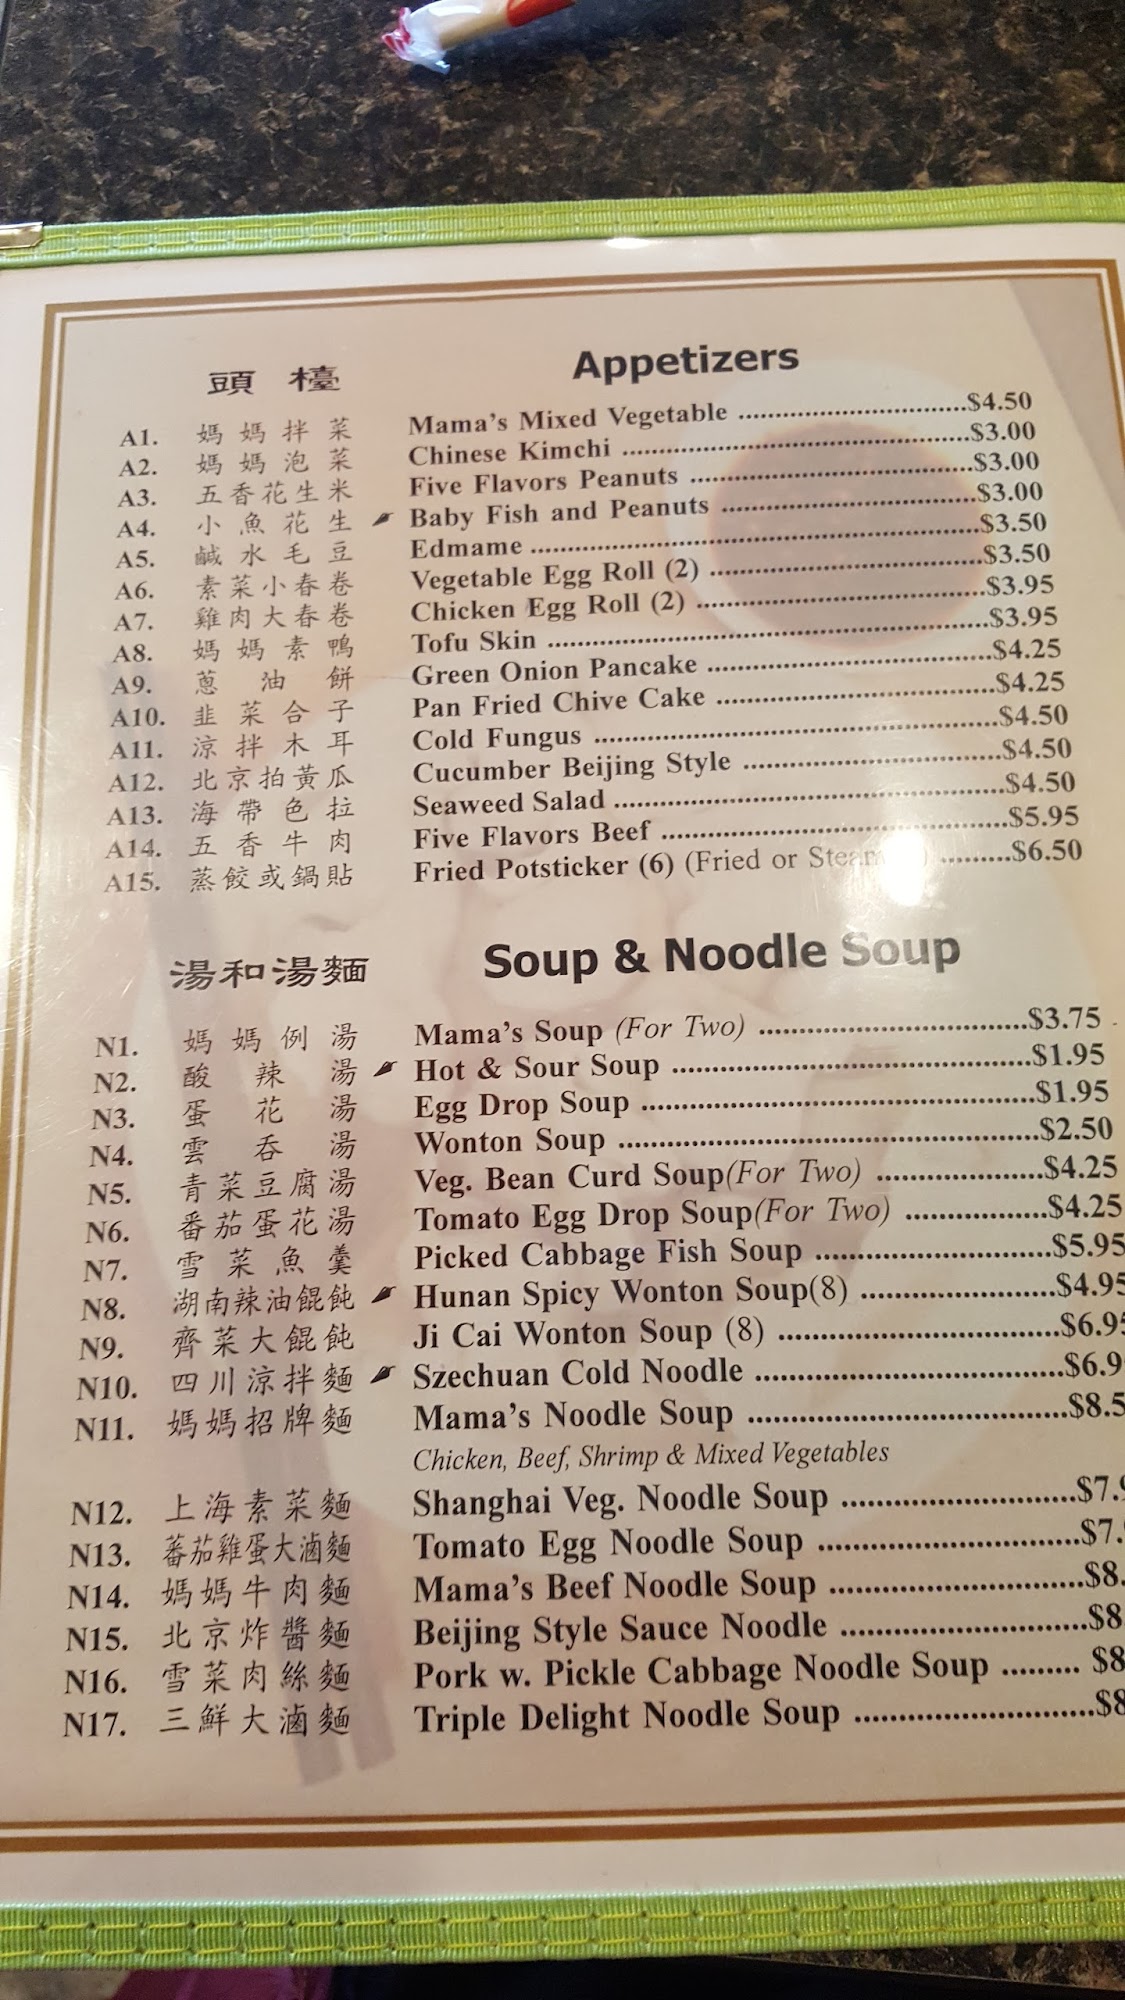 頭檯 Appetizers
A1. 媽媽拌菜 Mama's Mixed Vegetable ........ $4.50
A2. 媽媽泡菜 Chinese Kimchi ........ $3.00
A3. 五香花生米 Five Flavors Peanuts ........ $3.00
A4. 小魚花生 Baby Fish and Peanuts ........ $3.00
A5. 鹹水毛豆 Edmame ........ $3.50
A6. 素菜小春卷 Vegetable Egg Roll (2) ........ $3.50
A7. 雞肉大春卷 Chicken Egg Roll (2) ........ $3.95
A8. 媽媽素鴨 Tofu Skin ........ $3.95
A9. 蔥油餅 Green Onion Pancake ........ $4.25
A10. 韭菜合子 Pan Fried Chive Cake ........ $4.25
A11. 涼拌木耳 Cold Fungus ........ $4.50
A12. 北京拍黃瓜 Cucumber Beijing Style ........ $4.50
A13. 海帶色拉 Seaweed Salad ........ $4.50
A14. 五香牛肉 Five Flavors Beef ........ $5.95
A15. 蒸餃或鍋貼 Fried Potsticker (6) (Fried or ........ $6.50
湯和湯麵 Soup & Noodle Soup
N1. 媽媽例湯 Mama's Soup (For Two) ........ $3.75
N2. 酸辣湯 Hot & Sour Soup ........ $1.95
N3. 蛋花湯 Egg Drop Soup ........ $1.95
N4. 雲吞湯 Wonton Soup ........ $2.50
N5. 青菜豆腐湯 Veg. Bean Curd Soup(For Two) ........ $4.25
N6. 番茄蛋花湯 Tomato Egg Drop Soup(For Two) ........ $4.25
N7. 雪菜魚羹 Picked Cabbage Fish Soup ........ $5.95
N8. 湖南辣油餛飩 Hunan Spicy Wonton Soup(8) ........ $4.95
N9. 齊菜大餛飩 Ji Cai Wonton Soup (8) ........ $6.95
N10. 四川涼拌麵 Szechuan Cold Noodle ........ $6.9
N11. 媽媽招牌麵 Mama's Noodle Soup ........ $8.5
Chicken, Beef, Shrimp & Mixed Vegetables
N12. 上海素菜麵 Shanghai Veg. Noodle Soup ........ $7.
N13. 蕃茄雞蛋大滷麵 Tomato Egg Noodle Soup ........ $7.
N14. 媽媽牛肉麵 Mama's Beef Noodle Soup ........ $8.
N15. 北京炸醬麵 Beijing Style Sauce Noodle ........ $8
N16. 雪菜肉絲麵 Pork w. Pickle Cabbage Noodle Soup ........ $8
N17. 三鮮大滷麵 Triple Delight Noodle Soup ........ $8